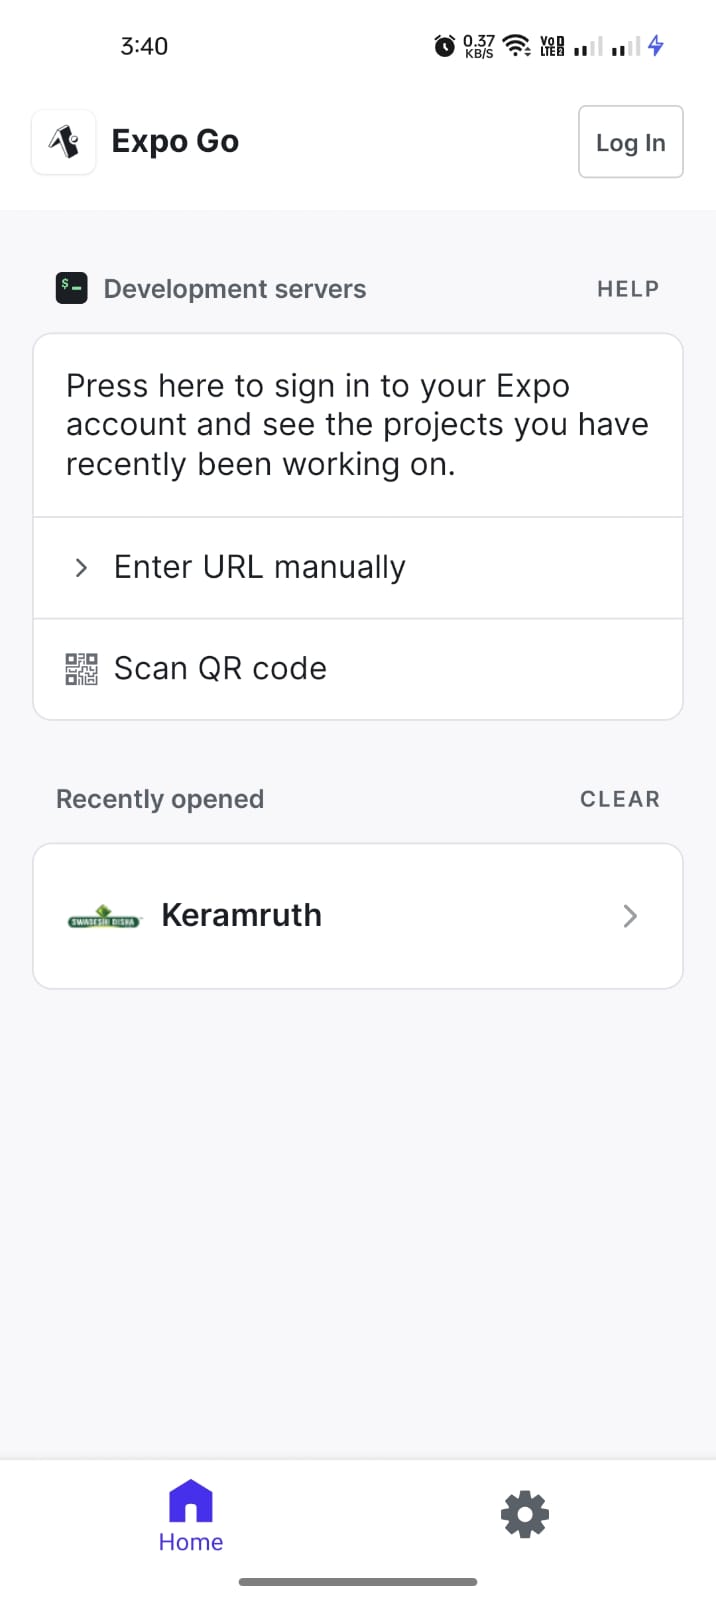 3:40
0.37
KB/S
Vo
LTE2
Expo Go
Log In
$
Development servers
HELP
Press here to sign in to your Expo
account and see the projects you have
recently been working on.
Enter URL manually
Scan QR code
Recently opened
CLEAR
SWADESHI DISHA
Keramruth
Home